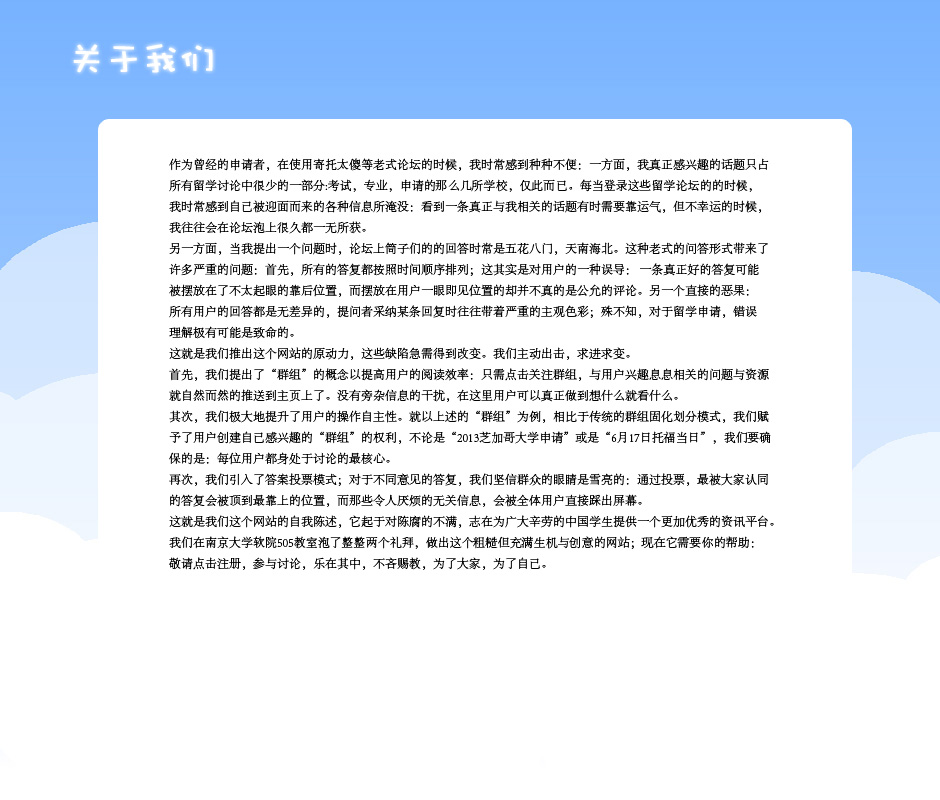 关于我们
作为曾经的申请者，在使用寄托太傻等老式论坛的时候，我时常感到种种不便：一方面，我真正感兴趣的话题只占
所有留学讨论中很少的一部分:考试，专业，申请的那么几所学校，仅此而已。每当登录这些留学论坛的的时候，
我时常感到自己被迎面而来的各种信息所淹没：看到一条真正与我相关的话题有时需要靠运气，但不幸运的时候，
我往往会在论坛泡上很久都一无所获。
另一方面，当我提出一个问题时，论坛上筒子们的的回答时常是五花八门，天南海北。这种老式的问答形式带来了
许多严重的问题：首先，所有的答复都按照时间顺序排列；这其实是对用户的一种误导： 一条真正好的答复可能
被摆放在了不太起眼的靠后位置，而摆放在用户一眼即见位置的却并不真的是公允的评论。另一个直接的恶果：
所有用户的回答都是无差异的，提问者采纳某条回复时往往带着严重的主观色彩；殊不知，对于留学申请，错误
理解极有可能是致命的。
这就是我们推出这个网站的原动力，这些缺陷急需得到改变。我们主动出击，求进求变。
首先，我们提出了“群组”的概念以提高用户的阅读效率：只需点击关注群组，与用户兴趣息息相关的问题与资源
就自然而然的推送到主页上了。没有旁杂信息的干扰，在这里用户可以真正做到想什么就看什么。
其次，我们极大地提升了用户的操作自主性。就以上述的“群组”为例，相比于传统的群组固化划分模式，我们赋
予了用户创建自己感兴趣的“群组”的权利，不论是“2013芝加哥大学申请”或是“6月17日托福当日”，我们要确
保的是：每位用户都身处于讨论的最核心。
再次，我们引入了答案投票模式；对于不同意见的答复，我们坚信群众的眼睛是雪亮的：通过投票，最被大家认同
的答复会被顶到最靠上的位置，而那些令人厌烦的无关信息，会被全体用户直接踩出屏幕。
这就是我们这个网站的自我陈述，它起于对陈腐的不满，志在为广大辛劳的中国学生提供一个更加优秀的资讯平台。
我们在南京大学软院505教室泡了整整两个礼拜，做出这个粗糙但充满生机与创意的网站；现在它需要你的帮助：
敬请点击注册，参与讨论，乐在其中，不吝赐教，为了大家，为了自己。